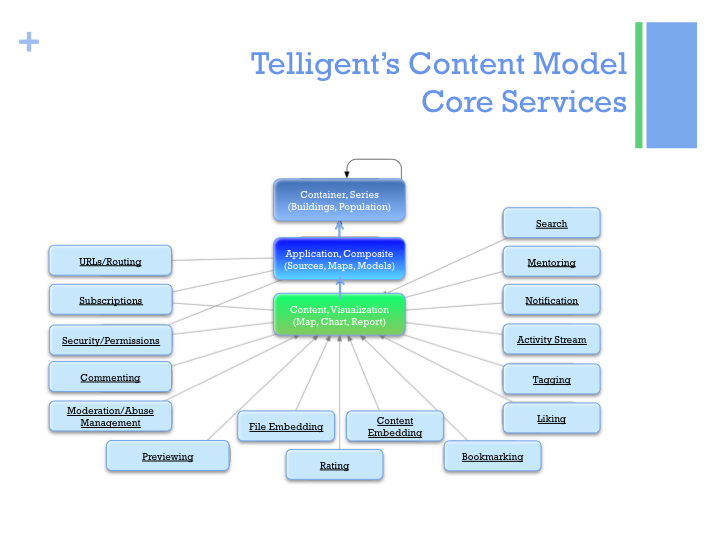 +
Telligent's Content Model
Core Services
Container, Series
(Buildings, Population)
Application, Composite
(Sources, Maps, Models)
Content, Visualization
(Map, Chart, Report)
URLs/Routing
Subscriptions
Security/Permissions
Commenting
Moderation/Abuse
Management
Previewing
File Embedding
Rating
Content
Embedding
Bookmarking
Search
Mentoring
Notification
Activity Stream
Tagging
Liking